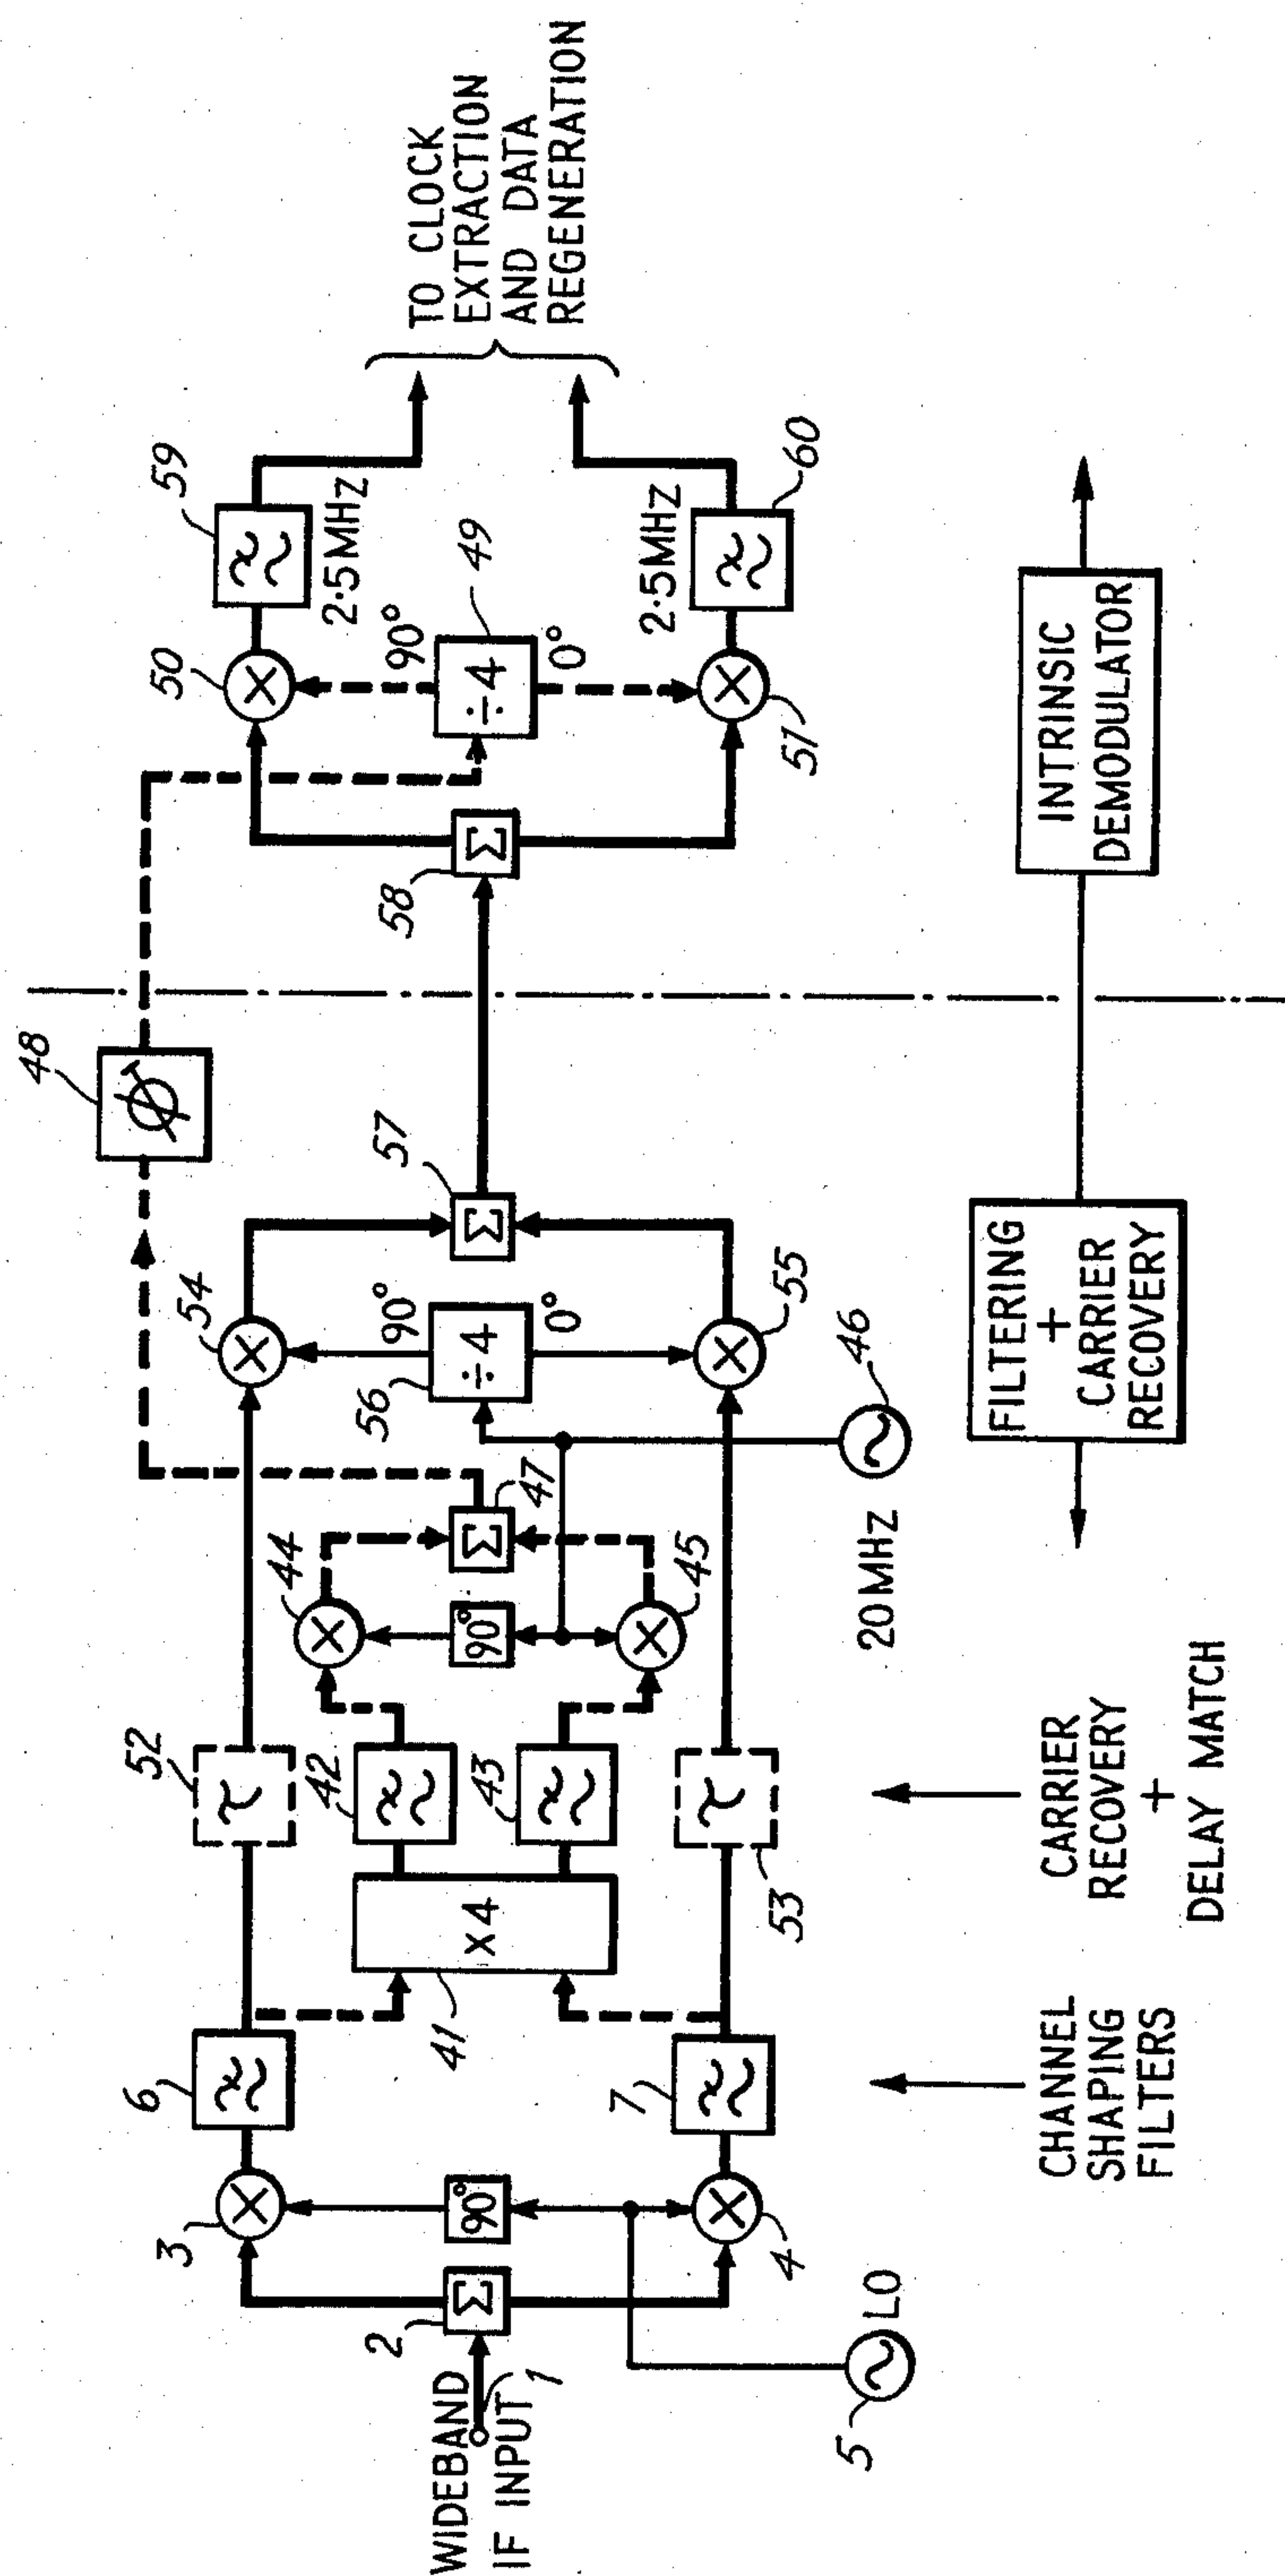 WIDEBAND
IF INPUT
1
2
Σ
3
4
90°
5
LO
6
7
41
x4
42
43
52
τ
53
τ
44
45
90°
47
Σ
20 MHZ
46
54
55
56
÷4
90°
0°
57
Σ
48
58
Σ
50
51
49
÷4
90°
0°
59
2·5MHZ
60
2·5MHZ
TO CLOCK
EXTRACTION
AND DATA
REGENERATION
CHANNEL
SHAPING
FILTERS
CARRIER
RECOVERY
+
DELAY MATCH
FILTERING
+
CARRIER
RECOVERY
INTRINSIC
DEMODULATOR